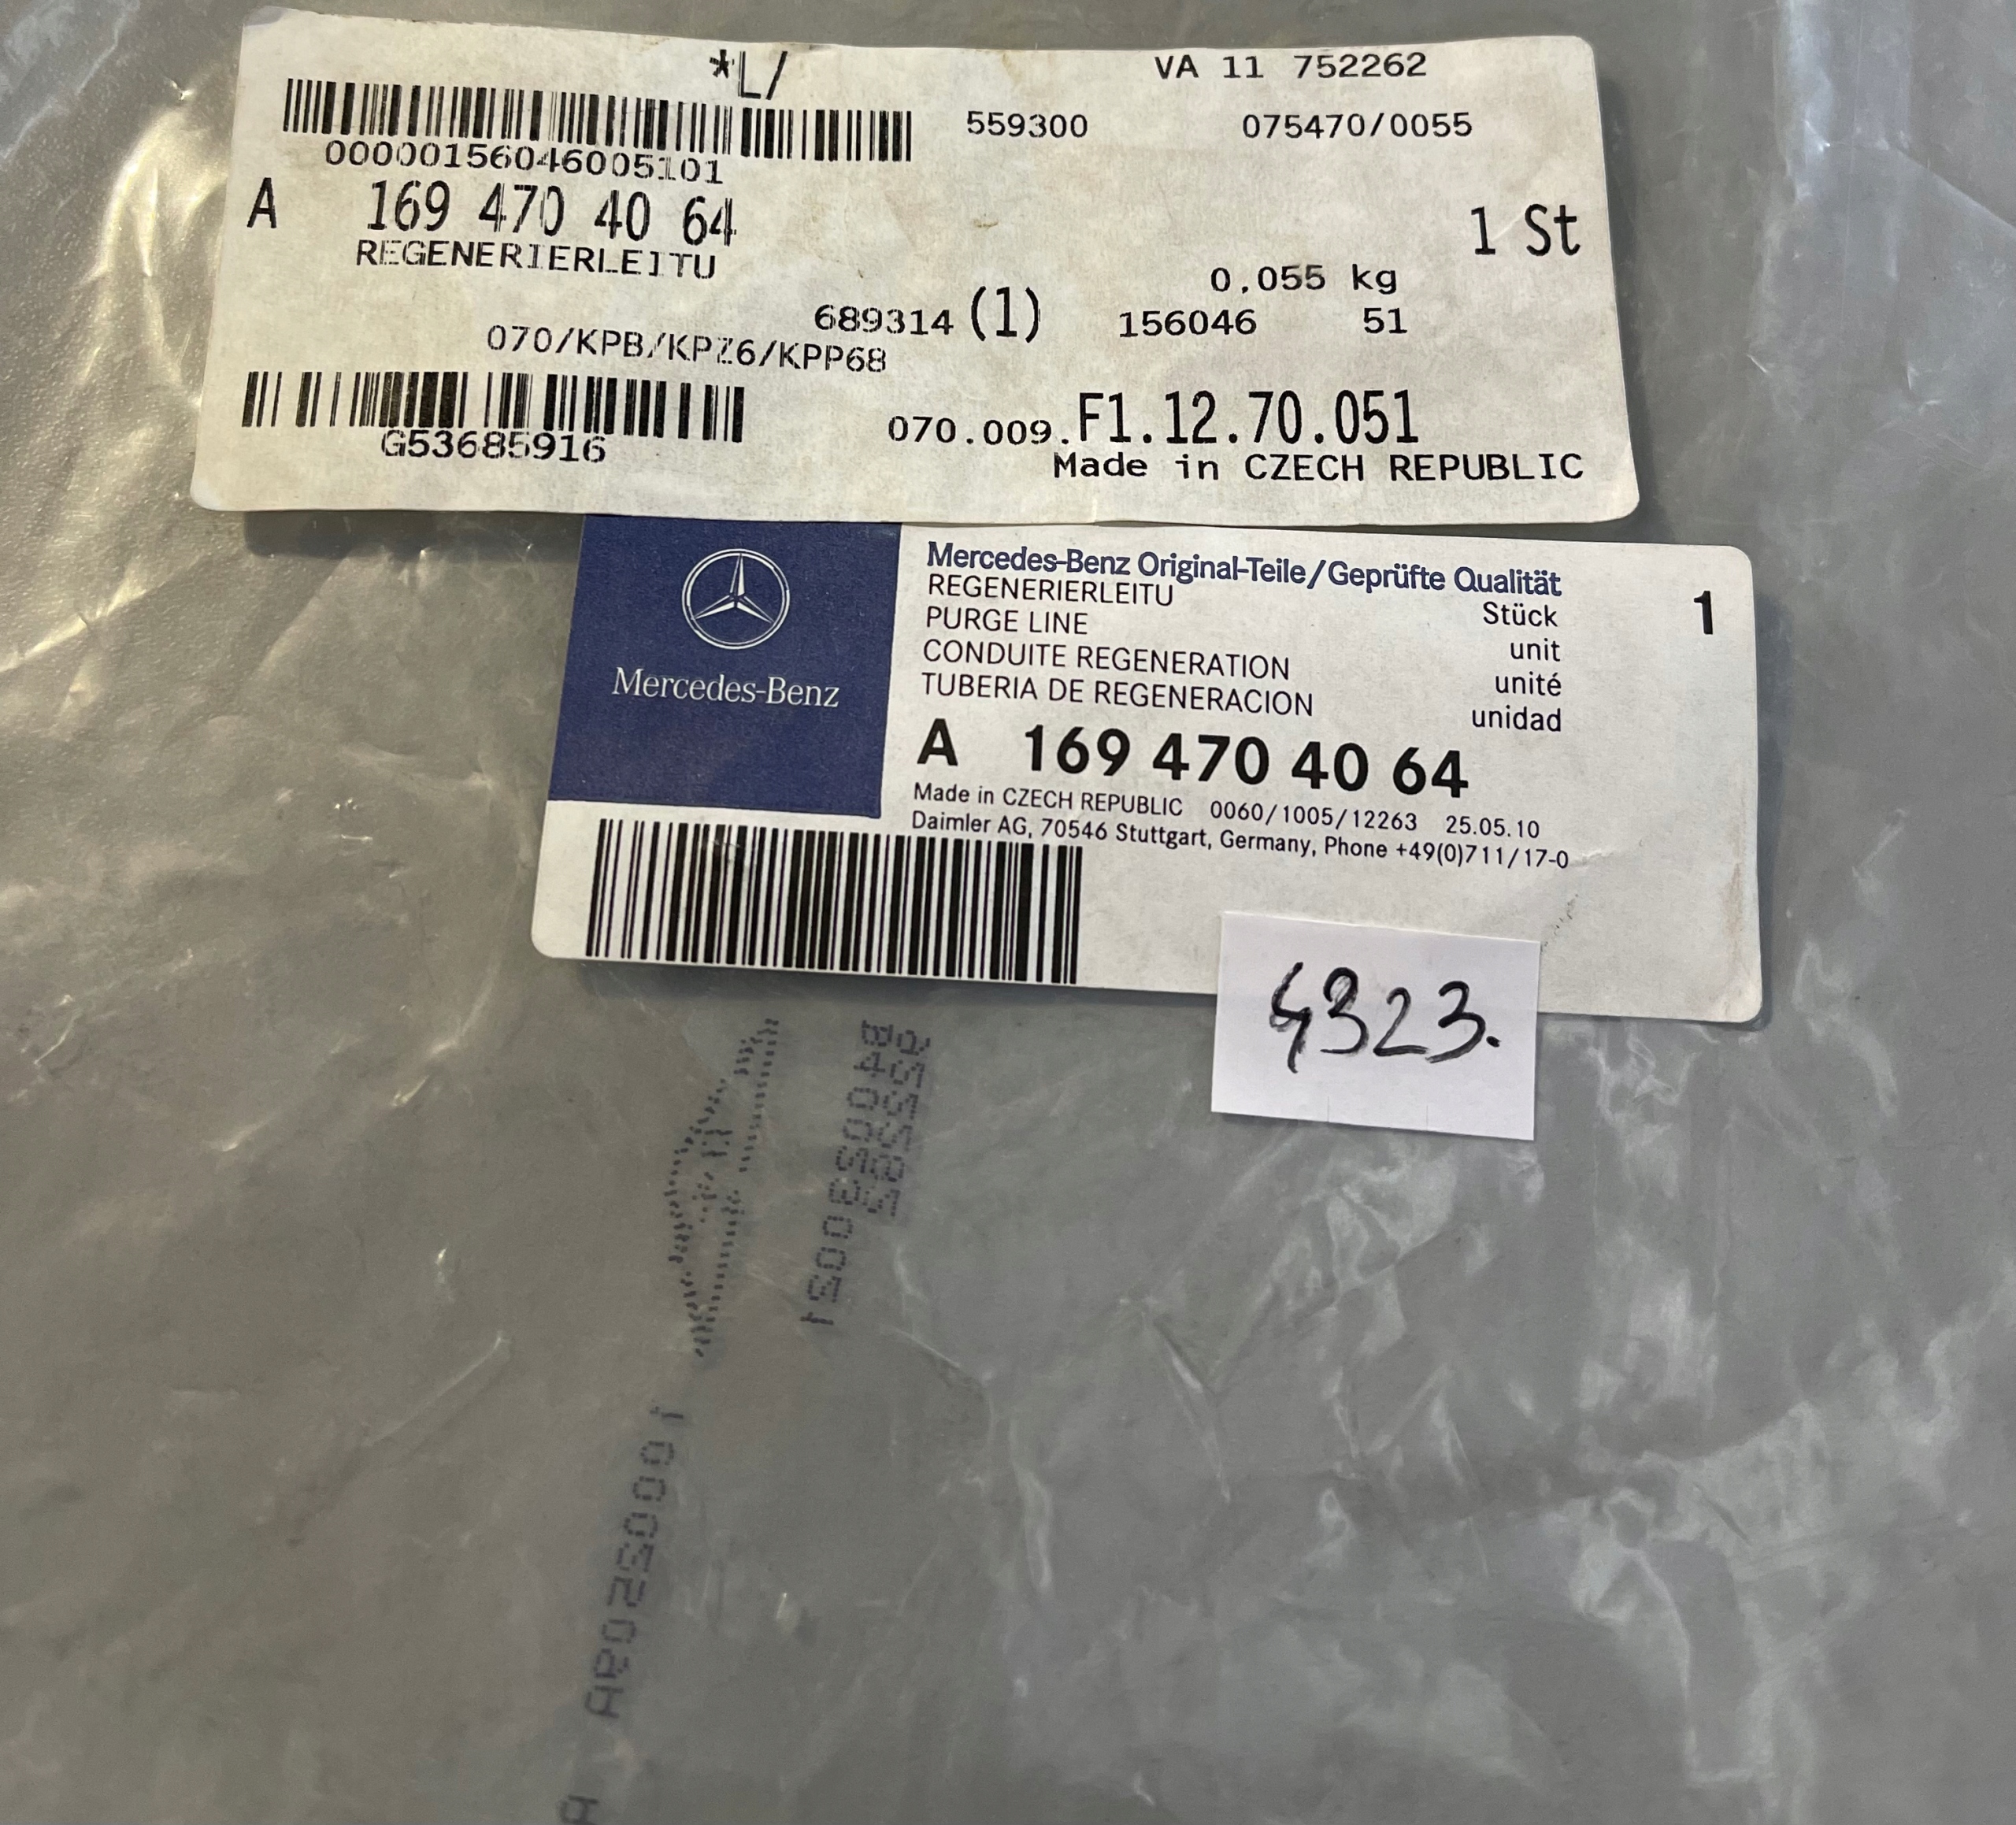 *L/
VA 11 752262
559300 075470/0055
00000156046005101
A 169 470 40 64
1 St
REGENERIERLEITU
0,055 kg
689314 (1) 156046 51
070/KPB/KPZ6/KPP68
G53685916
070.009.F1.12.70.051
Made in CZECH REPUBLIC
Mercedes-Benz
Mercedes-Benz Original-Teile/Geprüfte Qualität
REGENERIERLEITU Stück 1
PURGE LINE unit
CONDUITE REGENERATION unité
TUBERIA DE REGENERACION unidad
A 169 470 40 64
Made in CZECH REPUBLIC 0060/1005/12263 25.05.10
Daimler AG, 70546 Stuttgart, Germany, Phone +49(0)711/17-0
4323.